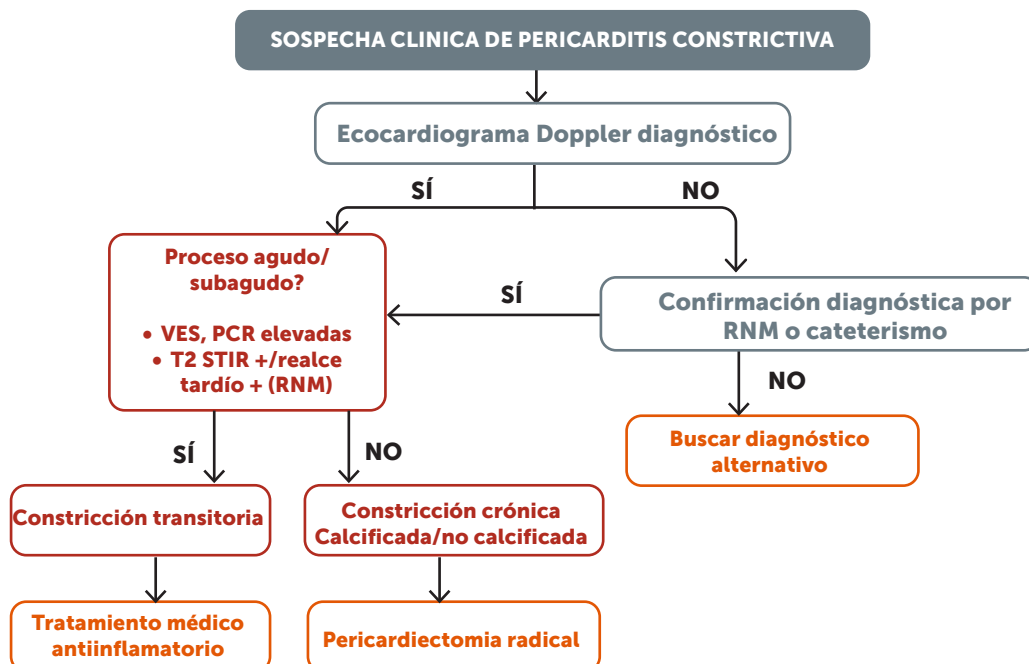 SOSPECHA CLINICA DE PERICARDITIS CONSTRICTIVA
Ecocardiograma Doppler diagnóstico
SÍ
NO
Proceso agudo/
subagudo?
• VES, PCR elevadas
• T2 STIR +/realce
tardío + (RNM)
SÍ
Confirmación diagnóstica por
RNM o cateterismo
NO
Buscar diagnóstico
alternativo
SÍ
NO
Constricción transitoria
Constricción crónica
Calcificada/no calcificada
Tratamiento médico
antiinflamatorio
Pericardiectomia radical